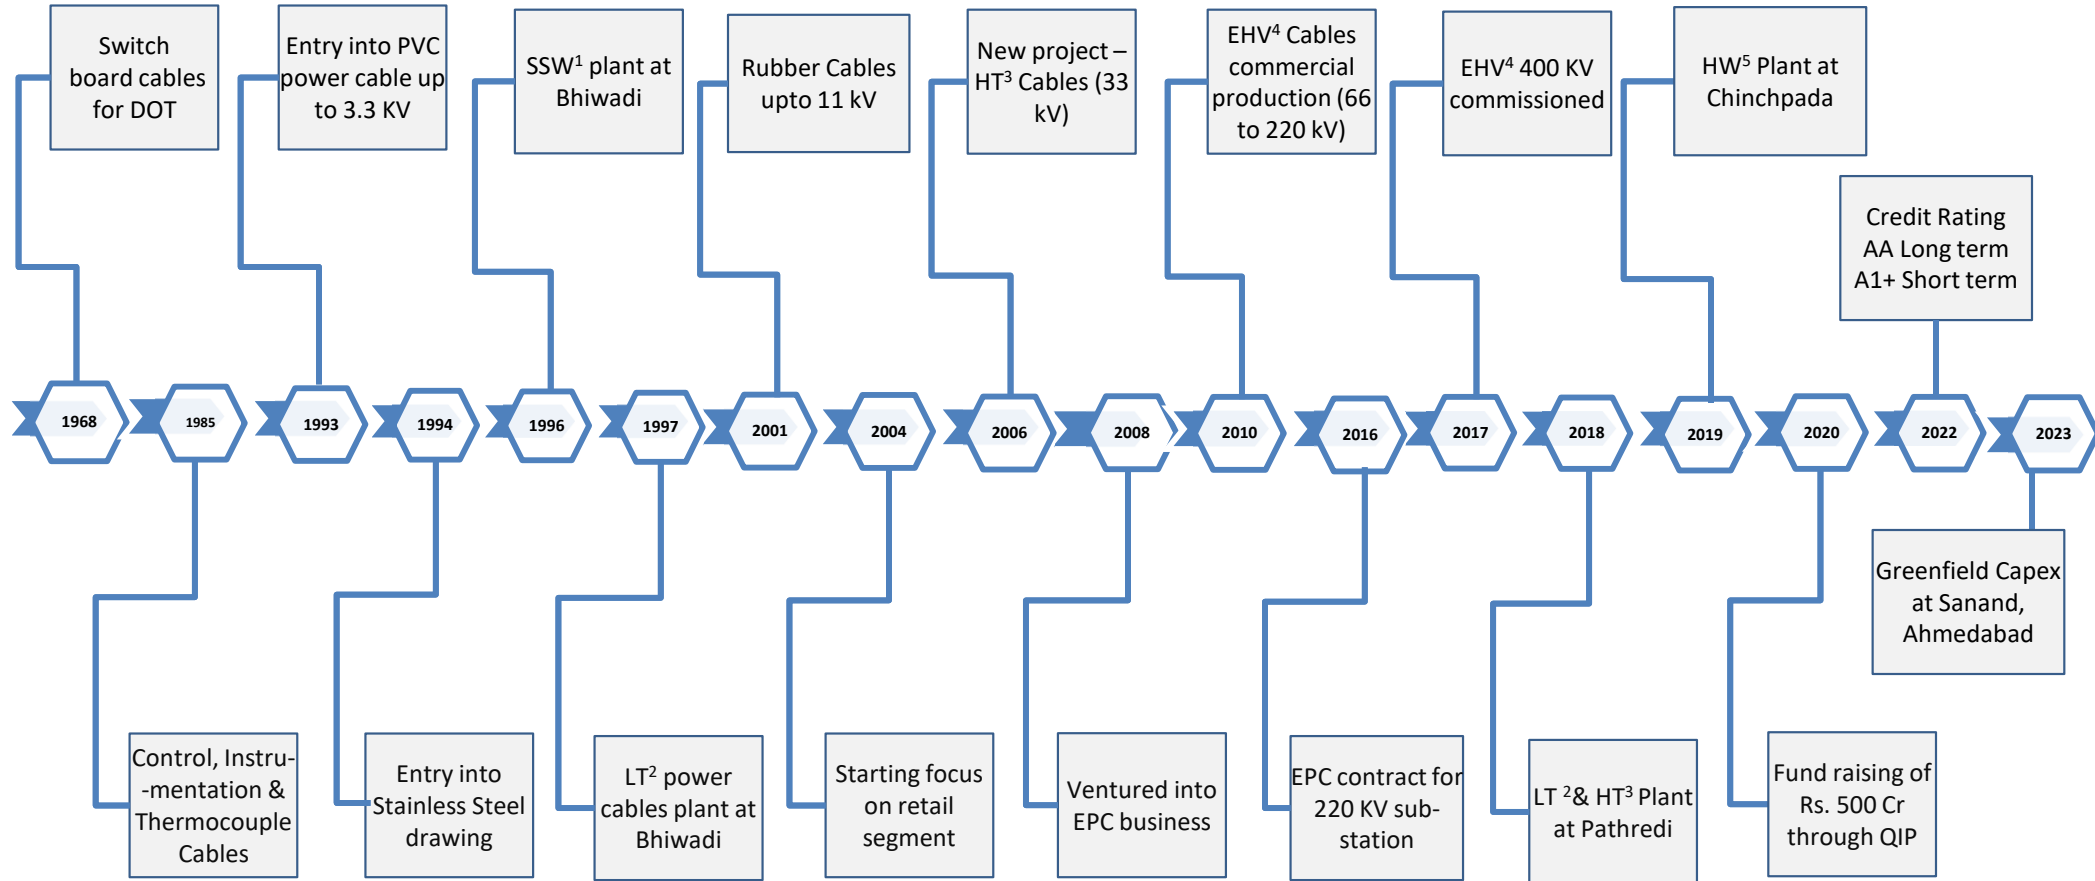 Switch
board cables
for DOT
Entry into PVC
power cable up
to 3.3 KV
SSW¹ plant at
Bhiwadi
Rubber Cables
upto 11 kV
New project –
HT³ Cables (33
kV)
EHV⁴ Cables
commercial
production (66
to 220 kV)
EHV⁴ 400 KV
commissioned
HW⁵ Plant at
Chinchpada
Credit Rating
AA Long term
A1+ Short term
1968
1985
1993
1994
1996
1997
2001
2004
2006
2008
2010
2016
2017
2018
2019
2020
2022
2023
Control, Instru-
-mentation &
Thermocouple
Cables
Entry into
Stainless Steel
drawing
LT² power
cables plant at
Bhiwadi
Starting focus
on retail
segment
Ventured into
EPC business
EPC contract for
220 KV sub-
station
LT ²& HT³ Plant
at Pathredi
Fund raising of
Rs. 500 Cr
through QIP
Greenfield Capex
at Sanand,
Ahmedabad